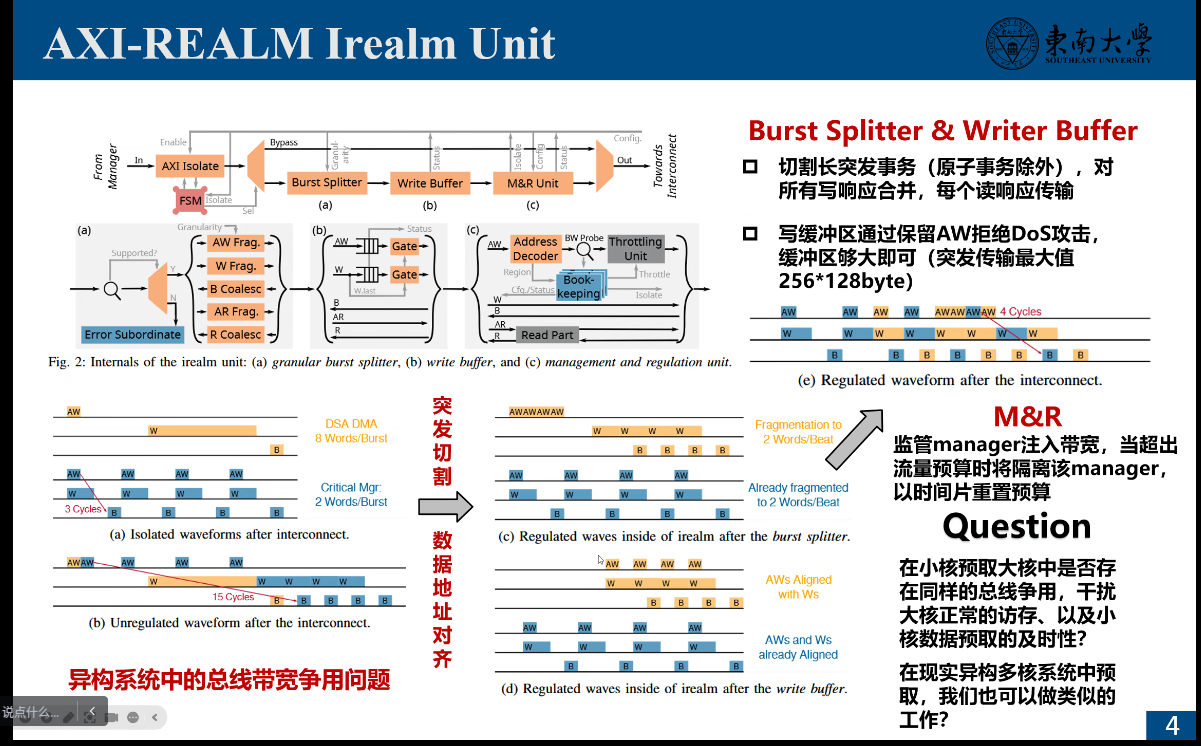 AXI-REALM Irealm Unit
東南大學
SOUTHEAST UNIVERSITY
From Manager
In
Enable
AXI Isolate
FSM
Isolate
Sel
Bypass
Granul-
arity
Burst Splitter
(a)
Status
Write Buffer
(b)
Isolate
Config
Status
M&R Unit
(c)
Config.
Out
Towards Interconnect
(a)
Granularity
Supported?
Y
N
Error Subordinate
AW Frag.
W Frag.
B Coalesc
AR Frag.
R Coalesc
(b)
Status
AW
Gate
W
Gate
W.last
B
AR
R
(c)
AW
Address
Decoder
BW Probe
Throttling
Unit
Region
Book-
keeping
Throttle
Cfg./Status
Isolate
W
B
AR
R
Read Part
Fig. 2: Internals of the irealm unit: (a) granular burst splitter, (b) write buffer, and (c) management and regulation unit.
Burst Splitter & Writer Buffer
切割长突发事务（原子事务除外），对
所有写响应合并，每个读响应传输
写缓冲区通过保留AW拒绝DoS攻击，
缓冲区够大即可（突发传输最大值
256*128byte）
AW AW AW AW AWAWAWAW 4 Cycles
W W W W W W W
B B B B B B B B
(e) Regulated waveform after the interconnect.
AW
W
B
DSA DMA
8 Words/Burst
AW AW AW AW
W W W W
3 Cycles B B B B
Critical Mgr:
2 Words/Burst
(a) Isolated waveforms after interconnect.
AWAW AW AW AW
W W W W W
15 Cycles B B B B B
(b) Unregulated waveform after the interconnect.
异构系统中的总线带宽争用问题
突发切割
数据地址对齐
AWAWAWAW
W W W W
B B B B
Fragmentation to
2 Words/Beat
AW AW AW AW
W W W W
B B B B
Already fragmented
to 2 Words/Beat
(c) Regulated waves inside of irealm after the burst splitter.
AW AW AW AW
W W W W
B B B B
AWs Aligned
with Ws
AW AW AW AW
W W W W
B B B B
AWs and Ws
already Aligned
(d) Regulated waves inside of irealm after the write buffer.
M&R
监管manager注入带宽，当超出
流量预算时将隔离该manager，
以时间片重置预算
Question
在小核预取大核中是否存
在同样的总线争用，干扰
大核正常的访存、以及小
核数据预取的及时性？
在现实异构多核系统中预
取，我们也可以做类似的
工作？
说点什么...
4